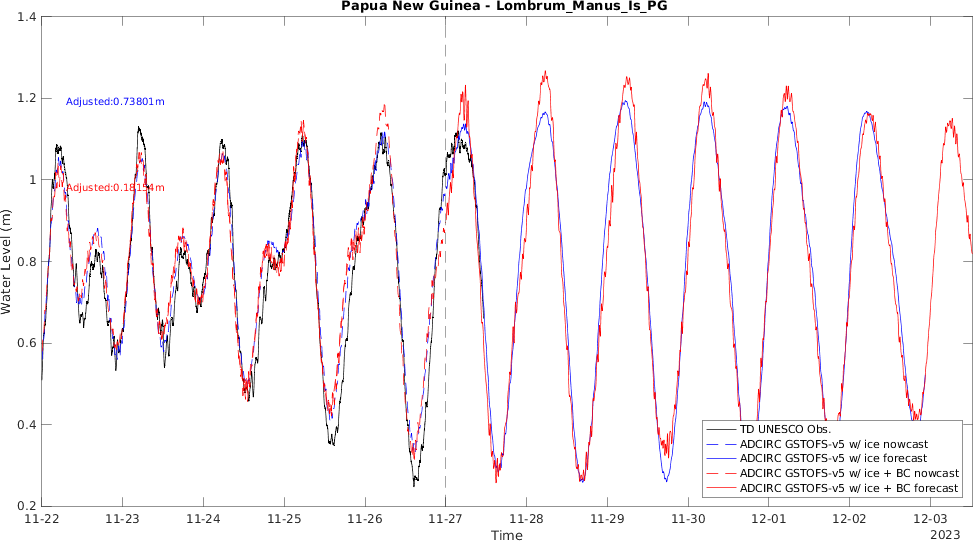 Papua New Guinea - Lombrum_Manus_Is_PG
1.4
1.2
1
0.8
0.6
0.4
0.2
Water Level (m)
Adjusted:0.73801m
Adjusted:0.18154m
TD UNESCO Obs.
ADCIRC GSTOFS-v5 w/ ice nowcast
ADCIRC GSTOFS-v5 w/ ice forecast
ADCIRC GSTOFS-v5 w/ ice + BC nowcast
ADCIRC GSTOFS-v5 w/ ice + BC forecast
11-22 11-23 11-24 11-25 11-26 11-27 11-28 11-29 11-30 12-01 12-02 12-03
2023
Time